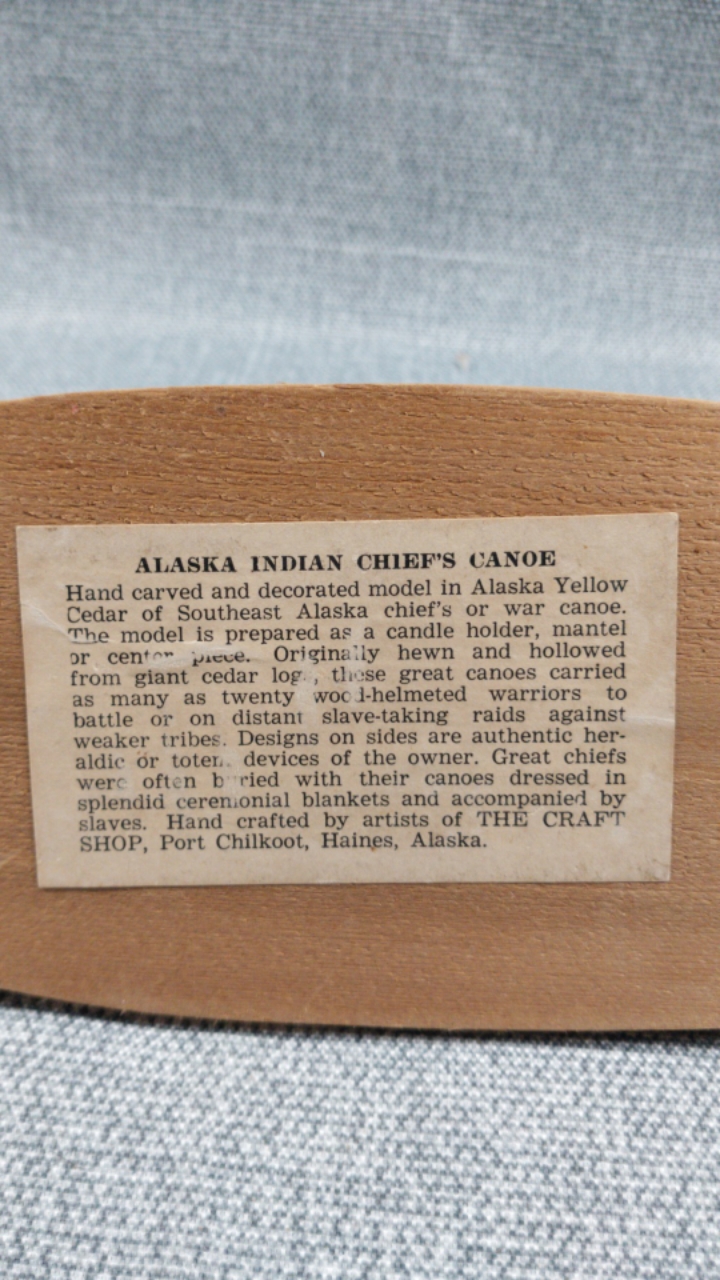 ALASKA INDIAN CHIEF'S CANOE
Hand carved and decorated model in Alaska Yellow
Cedar of Southeast Alaska chief's or war canoe.
The model is prepared as a candle holder, mantel
or center piece. Originally hewn and hollowed
from giant cedar logs, these great canoes carried
as many as twenty wood-helmeted warriors to
battle or on distant slave-taking raids against
weaker tribes. Designs on sides are authentic her-
aldic or totem devices of the owner. Great chiefs
were often buried with their canoes dressed in
splendid ceremonial blankets and accompanied by
slaves. Hand crafted by artists of THE CRAFT
SHOP, Port Chilkoot, Haines, Alaska.